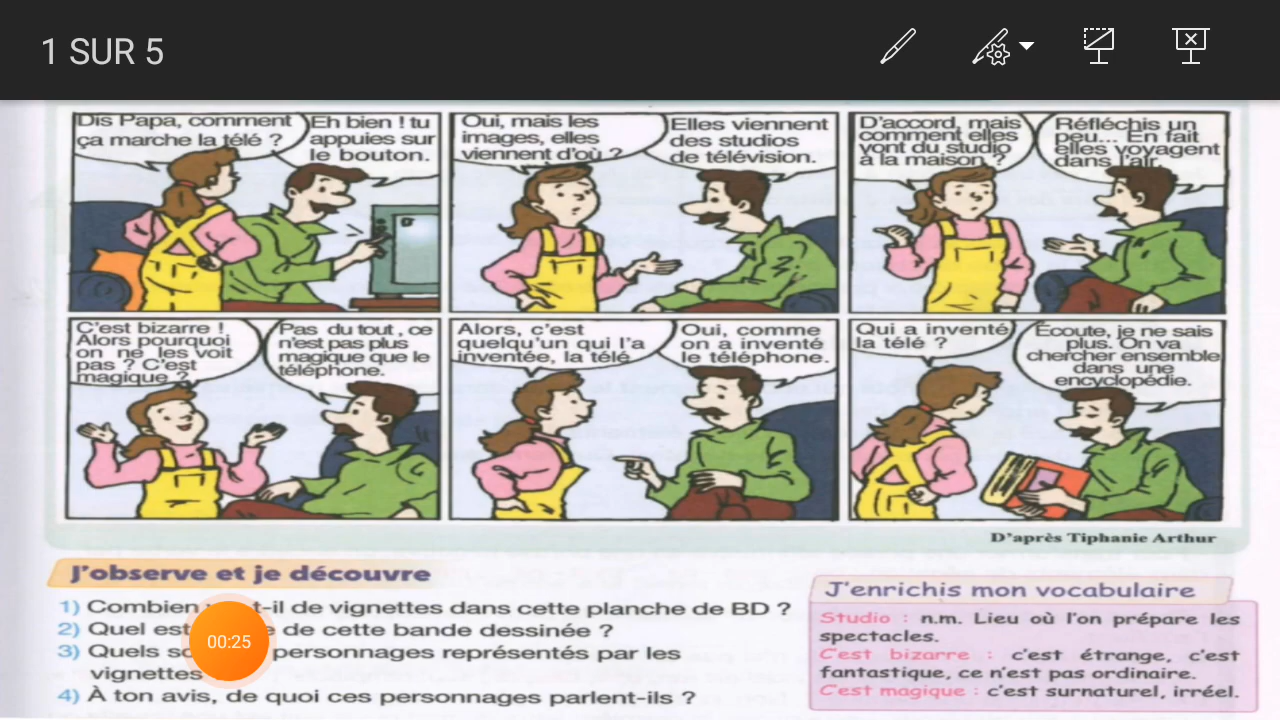 1 SUR 5
Dis Papa, comment
ça marche la télé ?
Eh bien ! tu
appuies sur
le bouton.
Oui, mais les
images, elles
viennent d'où ?
Elles viennent
des studios
de télévision.
D'accord, mais
comment elles
vont du studio
à la maison ?
Réfléchis un
peu... En fait
elles voyagent
dans l'air.
C'est bizarre !
Alors pourquoi
on ne les voit
pas ? C'est
magique ?
Pas du tout, ce
n'est pas plus
magique que le
téléphone.
Alors, c'est
quelqu'un qui l'a
inventée, la télé
Oui, comme
on a inventé
le téléphone.
Qui a inventé
la télé ?
Écoute, je ne sais
plus. On va
chercher ensemble
dans une
encyclopédie.
D'après Tiphanie Arthur
J'observe et je découvre
1) Combien t-il de vignettes dans cette planche de BD ?
2) Quel est de cette bande dessinée ?
3) Quels personnages représentés par les
vignettes
4) À ton avis, de quoi ces personnages parlent-ils ?
00:25
J'enrichis mon vocabulaire
Studio : n.m. Lieu où l'on prépare les
spectacles.
C'est bizarre : c'est étrange, c'est
fantastique, ce n'est pas ordinaire.
C'est magique : c'est surnaturel, irréel.